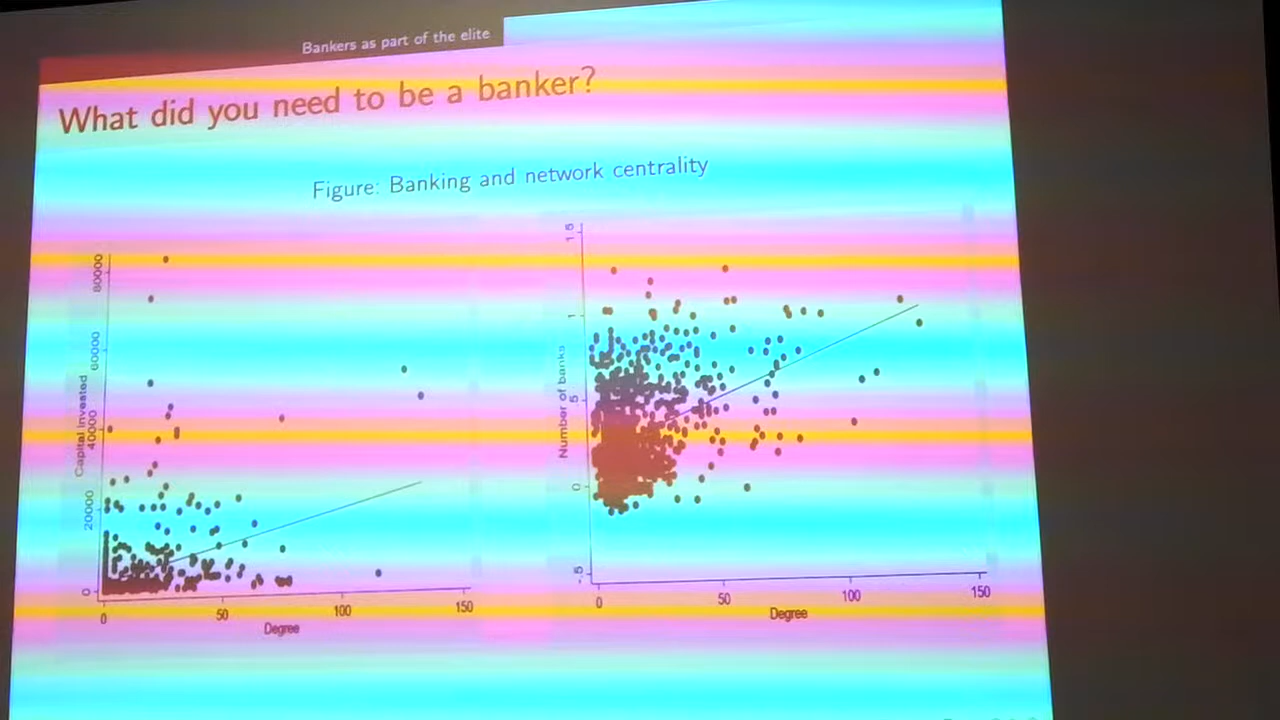 Bankers as part of the elite
What did you need to be a banker?
Figure: Banking and network centrality
80000
60000
40000
20000
0
Capital Invested
0
50
100
150
Degree
1.5
1
.5
0
-.5
Number of banks
0
50
100
150
Degree